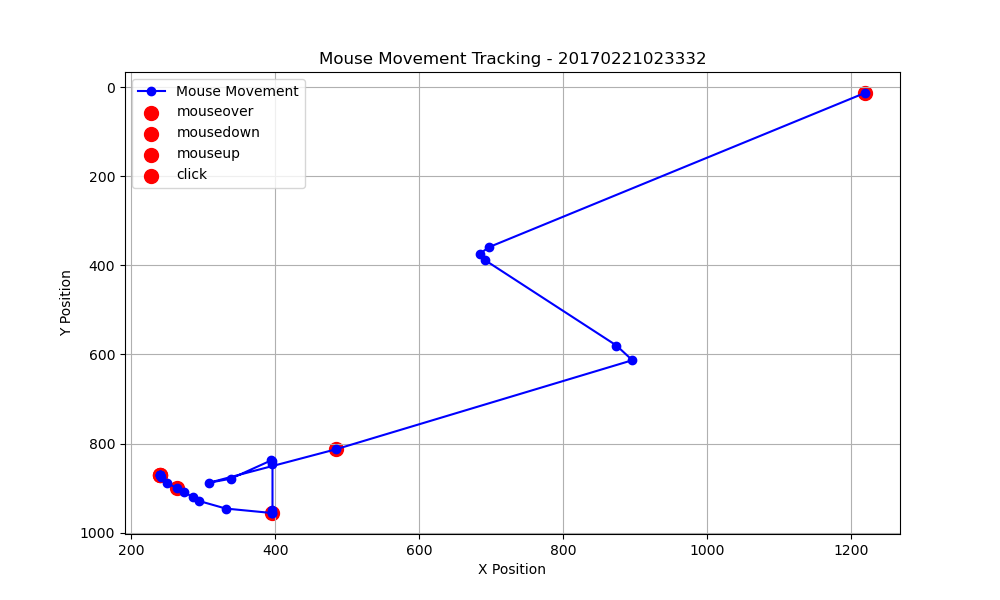 Mouse Movement Tracking - 20170221023332
Mouse Movement
mouseover
mousedown
mouseup
click
0
200
400
600
800
1000
Y Position
200 400 600 800 1000 1200
X Position